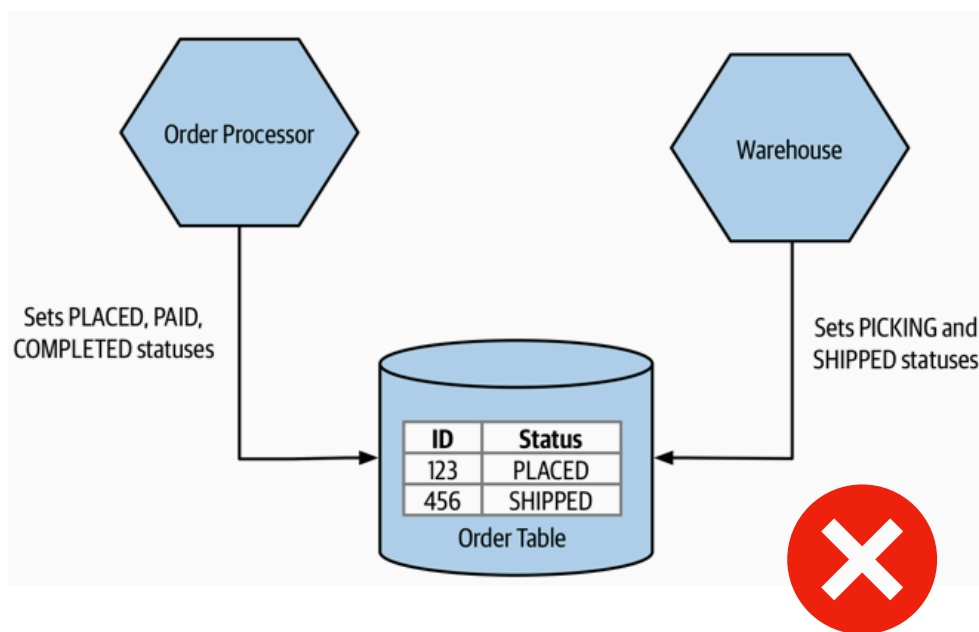 Order Processor
Warehouse
Sets PLACED, PAID,
COMPLETED statuses
Sets PICKING and
SHIPPED statuses
ID Status
123 PLACED
456 SHIPPED
Order Table